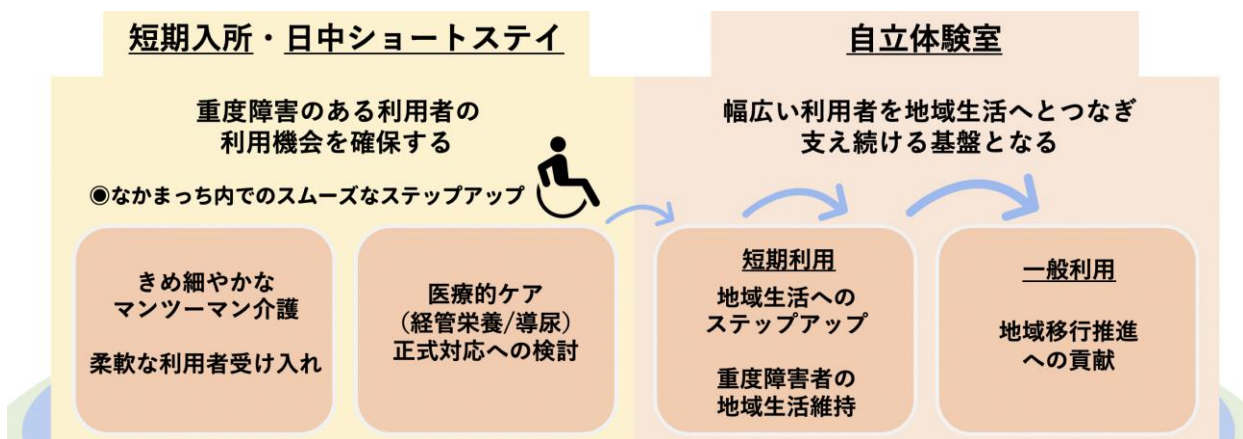 短期入所・日中ショートステイ
重度障害のある利用者の
利用機会を確保する
◉なかまっち内でのスムーズなステップアップ
きめ細やかな
マンツーマン介護
柔軟な利用者受け入れ
医療的ケア
（経管栄養/導尿）
正式対応への検討
自立体験室
幅広い利用者を地域生活へとつなぎ
支え続ける基盤となる
短期利用
地域生活への
ステップアップ
重度障害者の
地域生活維持
一般利用
地域移行推進
への貢献